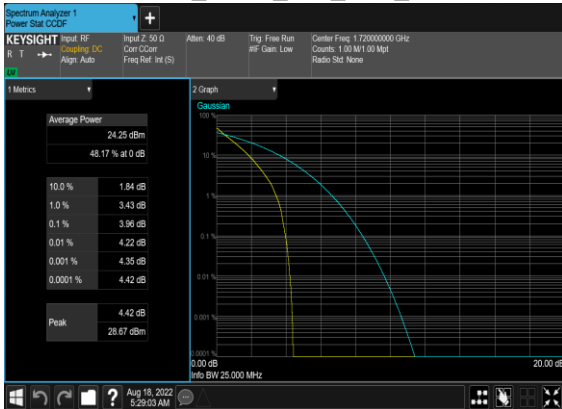 Spectrum Analyzer 1
Power Stat CCDF
+
KEYSIGHT
R T
LVI
Input: RF
Coupling: DC
Align: Auto
Input Z: 50 Ω
Corr CCorr
Freq Ref: Int (S)
Atten: 40 dB
Trig: Free Run
#IF Gain: Low
Center Freq: 1.720000000 GHz
Counts: 1.00 M/1.00 Mpt
Radio Std: None
1 Metrics
Average Power
24.25 dBm
48.17 % at 0 dB
10.0 % 1.84 dB
1.0 % 3.43 dB
0.1 % 3.96 dB
0.01 % 4.22 dB
0.001 % 4.35 dB
0.0001 % 4.42 dB
Peak
4.42 dB
28.67 dBm
2 Graph
Gaussian
100 %
10 %
1 %
0.1 %
0.01 %
0.001 %
0.0001 %
0.00 dB 20.00 dB
Info BW 25.000 MHz
?
Aug 18, 2022
5:29:03 AM